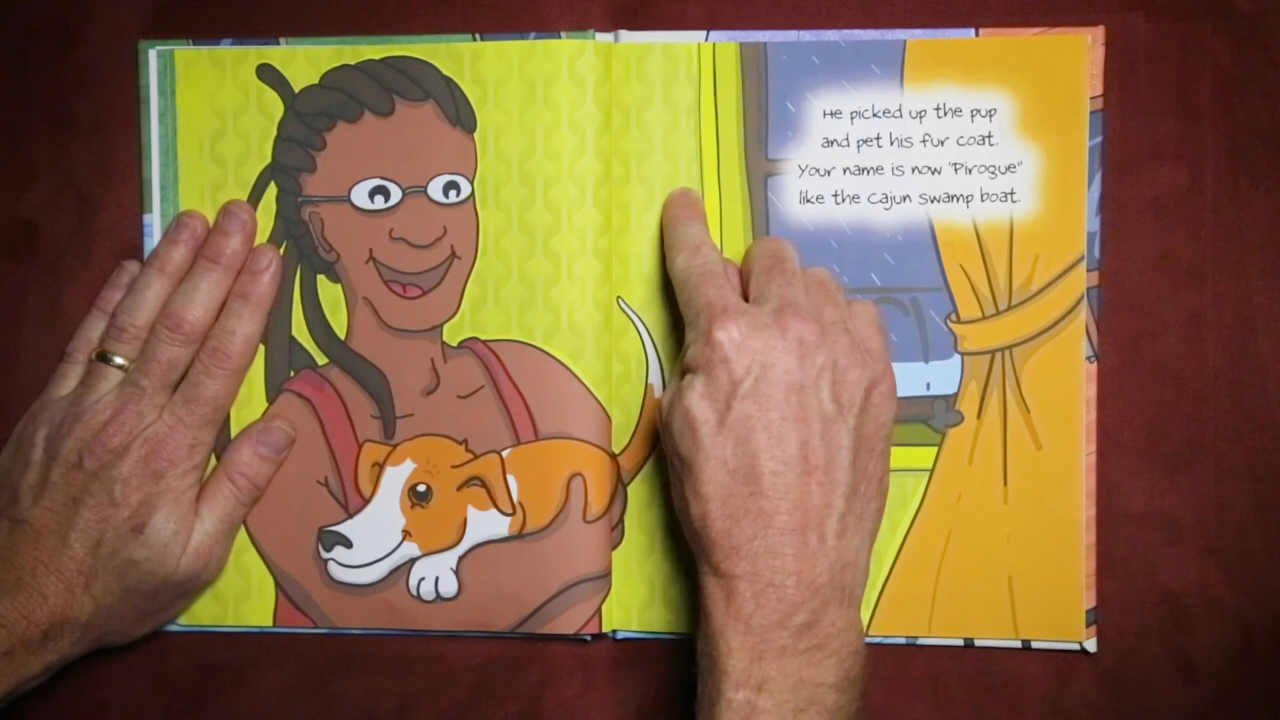 He picked up the pup
and pet his fur coat.
Your name is now "Pirogue"
like the Cajun swamp boat.